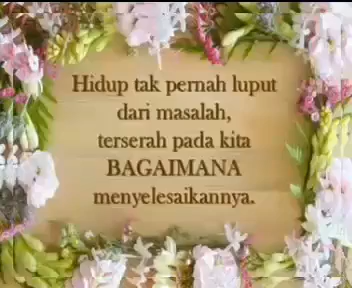 Hidup tak pernah luput
dari masalah,
terserah pada kita
BAGAIMANA
menyelesaikannya.